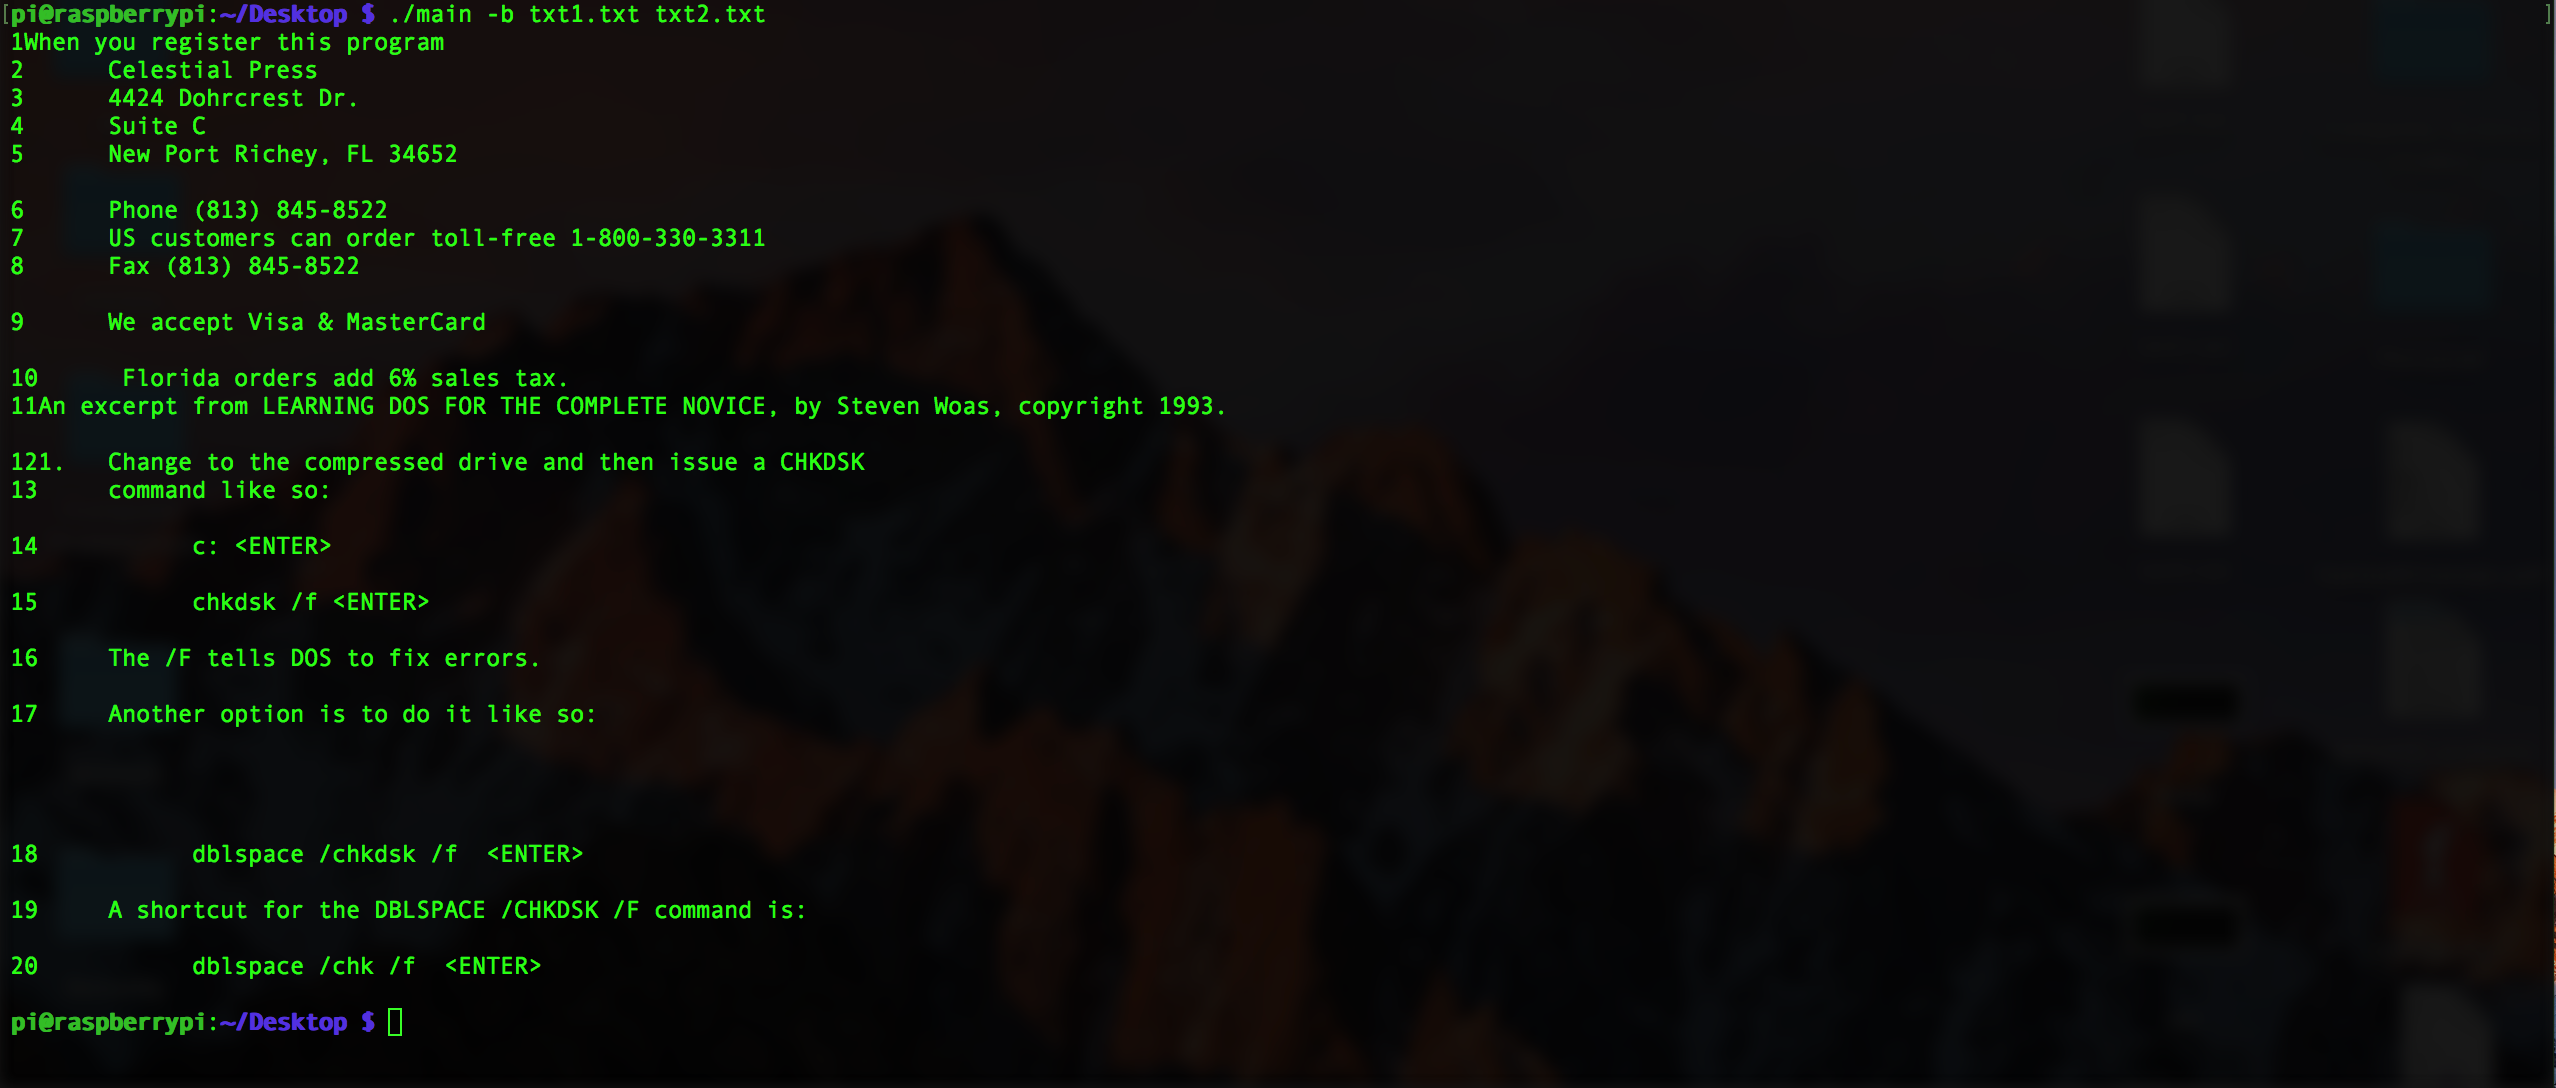 [pi@raspberrypi:~/Desktop $ ./main -b txt1.txt txt2.txt ]
1When you register this program
2      Celestial Press
3      4424 Dohrcrest Dr.
4      Suite C
5      New Port Richey, FL 34652
6      Phone (813) 845-8522
7      US customers can order toll-free 1-800-330-3311
8      Fax (813) 845-8522
9      We accept Visa & MasterCard
10      Florida orders add 6% sales tax.
11An excerpt from LEARNING DOS FOR THE COMPLETE NOVICE, by Steven Woas, copyright 1993.
121.   Change to the compressed drive and then issue a CHKDSK
13     command like so:
14           c: <ENTER>
15           chkdsk /f <ENTER>
16     The /F tells DOS to fix errors.
17     Another option is to do it like so:
18           dblspace /chkdsk /f  <ENTER>
19     A shortcut for the DBLSPACE /CHKDSK /F command is:
20           dblspace /chk /f  <ENTER>
pi@raspberrypi:~/Desktop $